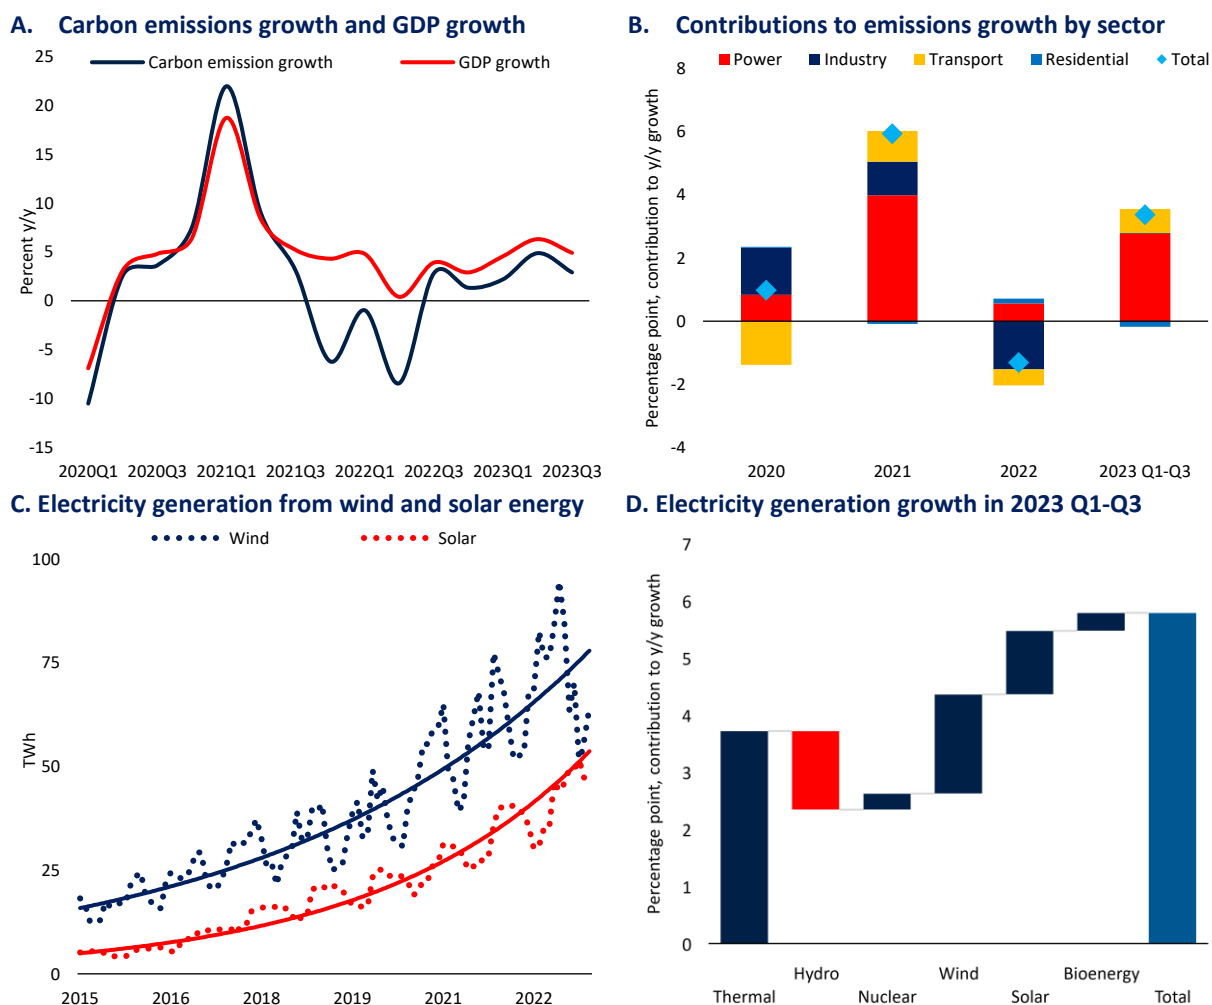 A. Carbon emissions growth and GDP growth
Carbon emission growth
GDP growth
Percent y/y
25
20
15
10
5
0
-5
-10
-15
2020Q1 2020Q3 2021Q1 2021Q3 2022Q1 2022Q3 2023Q1 2023Q3
B. Contributions to emissions growth by sector
Power Industry Transport Residential Total
Percentage point, contribution to y/y growth
8
6
4
2
0
-2
-4
2020 2021 2022 2023 Q1-Q3
C. Electricity generation from wind and solar energy
Wind Solar
TWh
100
75
50
25
0
2015 2016 2018 2019 2021 2022
D. Electricity generation growth in 2023 Q1-Q3
Percentage point, contribution to y/y growth
7
6
5
4
3
2
1
0
Hydro Wind Bioenergy
Thermal Nuclear Solar Total